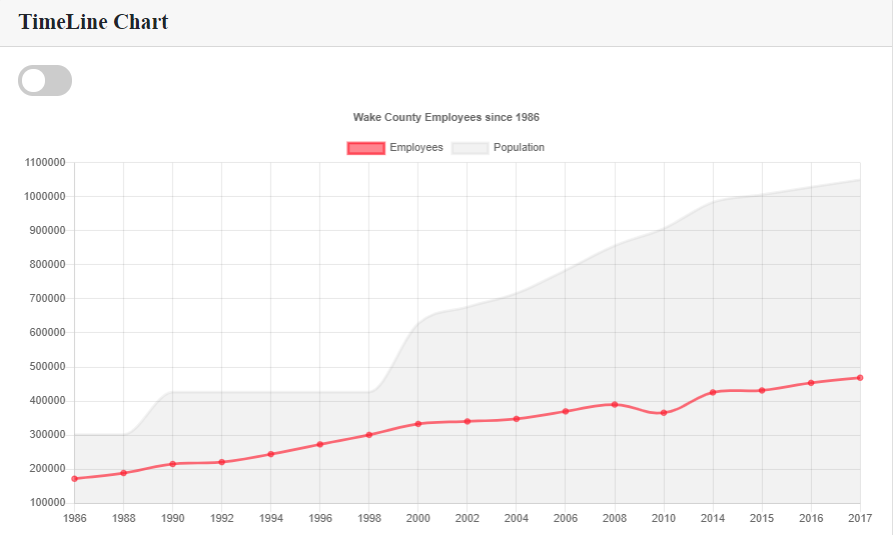 TimeLine Chart
Wake County Employees since 1986
Employees Population
1100000
1000000
900000
800000
700000
600000
500000
400000
300000
200000
100000
1986 1988 1990 1992 1994 1996 1998 2000 2002 2004 2006 2008 2010 2014 2015 2016 2017